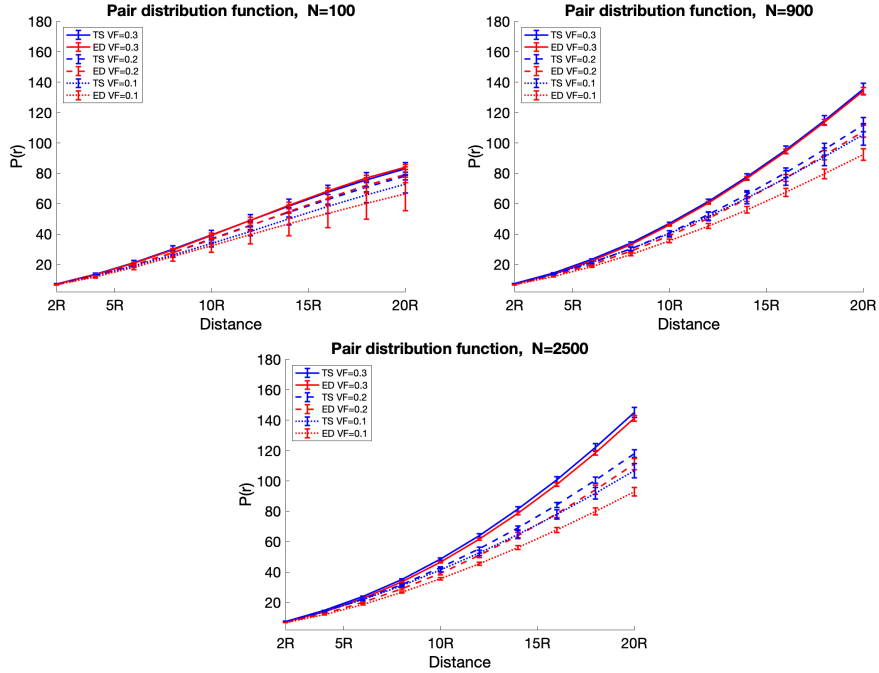 Pair distribution function, N=100
180
160
140
120
100
80
60
40
20
P(r)
TS VF=0.3
ED VF=0.3
TS VF=0.2
ED VF=0.2
TS VF=0.1
ED VF=0.1
2R 5R 10R 15R 20R
Distance
Pair distribution function, N=900
180
160
140
120
100
80
60
40
20
P(r)
TS VF=0.3
ED VF=0.3
TS VF=0.2
ED VF=0.2
TS VF=0.1
ED VF=0.1
2R 5R 10R 15R 20R
Distance
Pair distribution function, N=2500
180
160
140
120
100
80
60
40
20
P(r)
TS VF=0.3
ED VF=0.3
TS VF=0.2
ED VF=0.2
TS VF=0.1
ED VF=0.1
2R 5R 10R 15R 20R
Distance